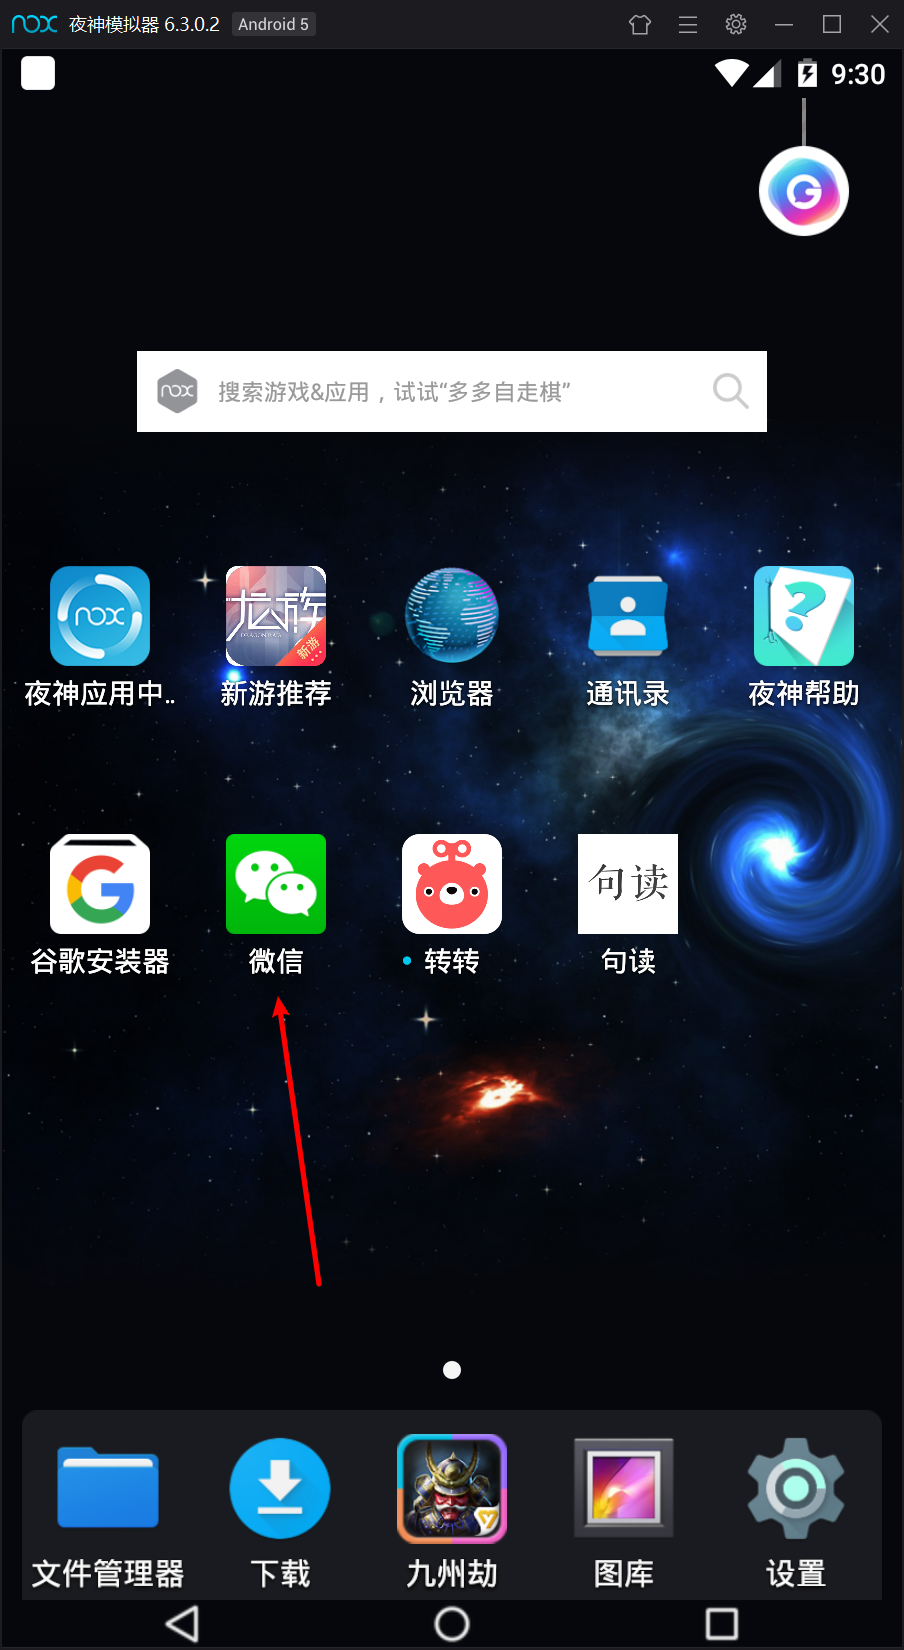 nox 夜神模拟器 6.3.0.2 Android 5
9:30
G
nox 搜索游戏&应用，试试“多多自走棋”
nox
龙族
DRAGON RAJA
新游
?
夜神应用中..
新游推荐
浏览器
通讯录
夜神帮助
G
句读
谷歌安装器
微信
转转
句读
文件管理器
下载
九州劫
图库
设置